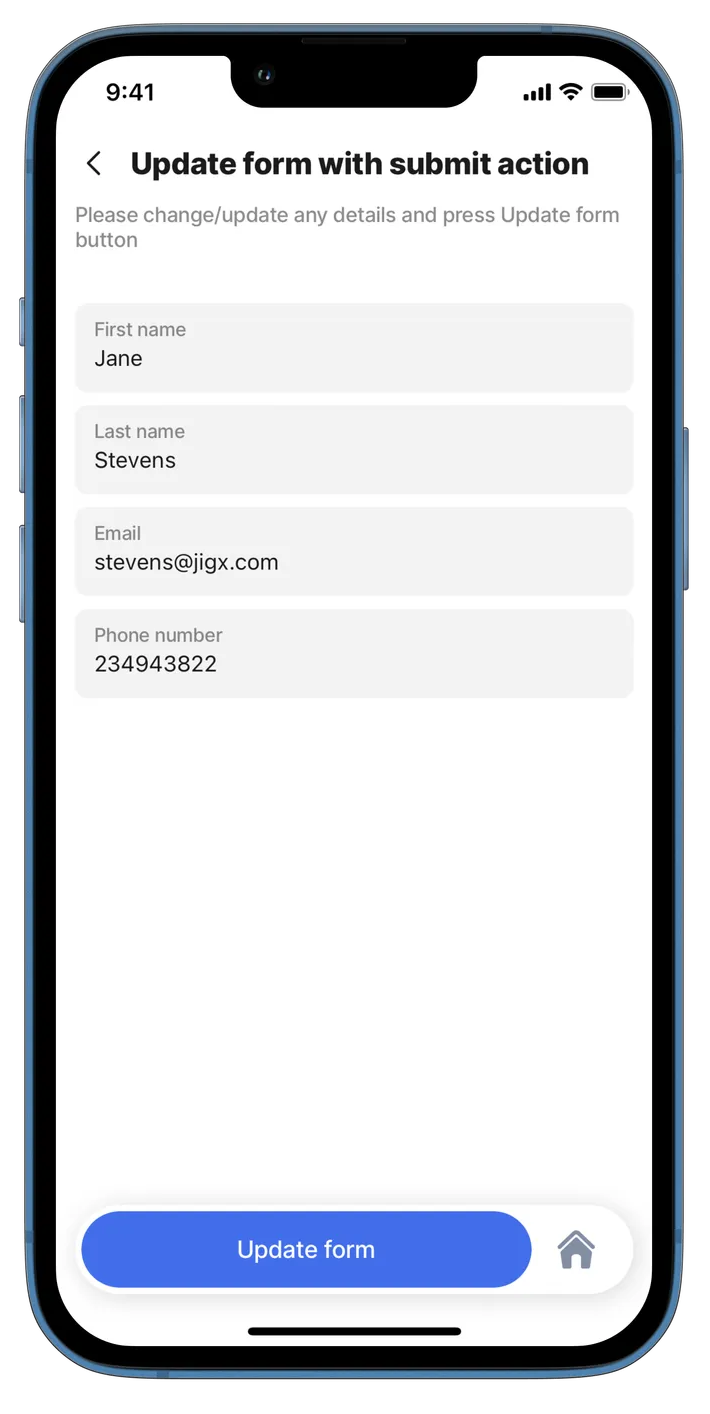 9:41
Update form with submit action
Please change/update any details and press Update form
button
First name
Jane
Last name
Stevens
Email
stevens@jigx.com
Phone number
234943822
Update form